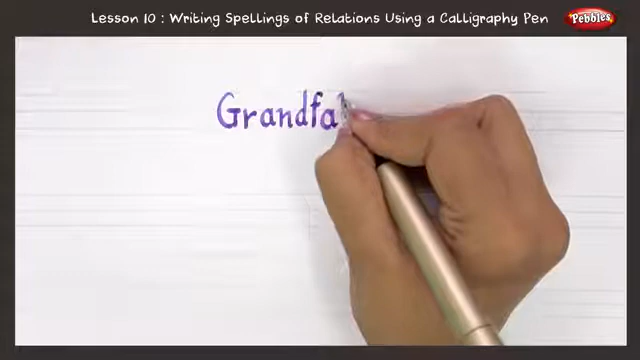 Lesson 10 : Writing Spellings of Relations Using a Calligraphy Pen
Pebbles
Grandfa